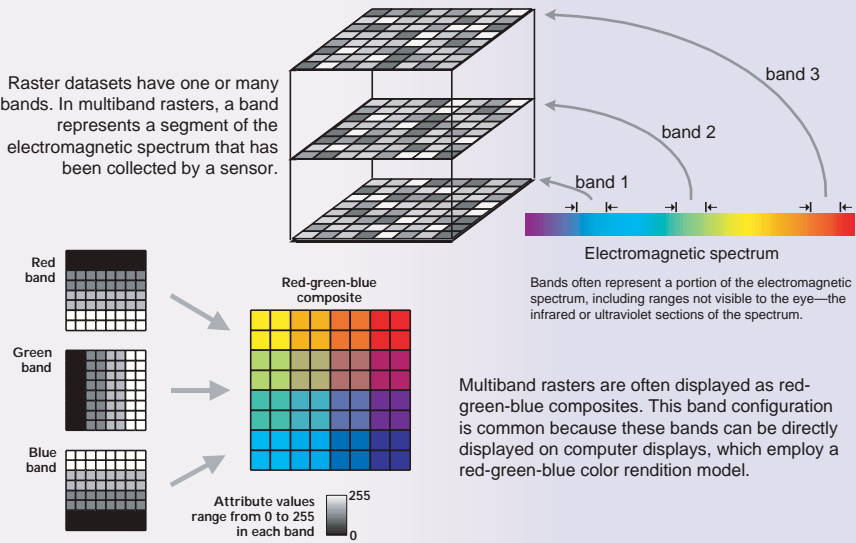 Raster datasets have one or many
bands. In multiband rasters, a band
represents a segment of the
electromagnetic spectrum that has
been collected by a sensor.
band 3
band 2
band 1
Electromagnetic spectrum
Bands often represent a portion of the electromagnetic
spectrum, including ranges not visible to the eye—the
infrared or ultraviolet sections of the spectrum.
Red
band
Green
band
Blue
band
Red-green-blue
composite
Attribute values
range from 0 to 255
in each band
255
0
Multiband rasters are often displayed as red-
green-blue composites. This band configuration
is common because these bands can be directly
displayed on computer displays, which employ a
red-green-blue color rendition model.